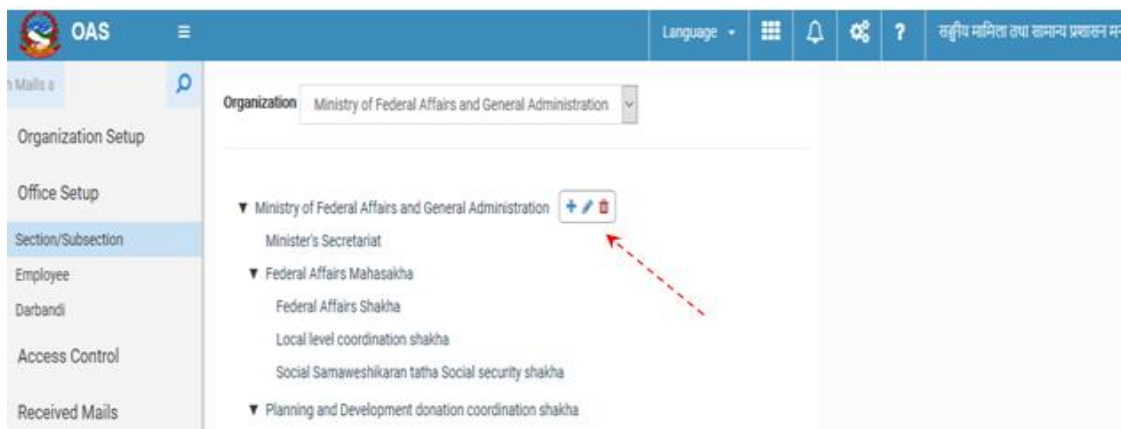 OAS
Language
?
सङ्घीय मामिला तथा सामान्य प्रशासन
Mails a
Organization Setup
Office Setup
Section/Subsection
Employee
Darbandi
Access Control
Received Mails
Organization Ministry of Federal Affairs and General Administration
Ministry of Federal Affairs and General Administration
Minister's Secretariat
Federal Affairs Mahasakha
Federal Affairs Shakha
Local level coordination shakha
Social Samaweshikaran tatha Social security shakha
Planning and Development donation coordination shakha